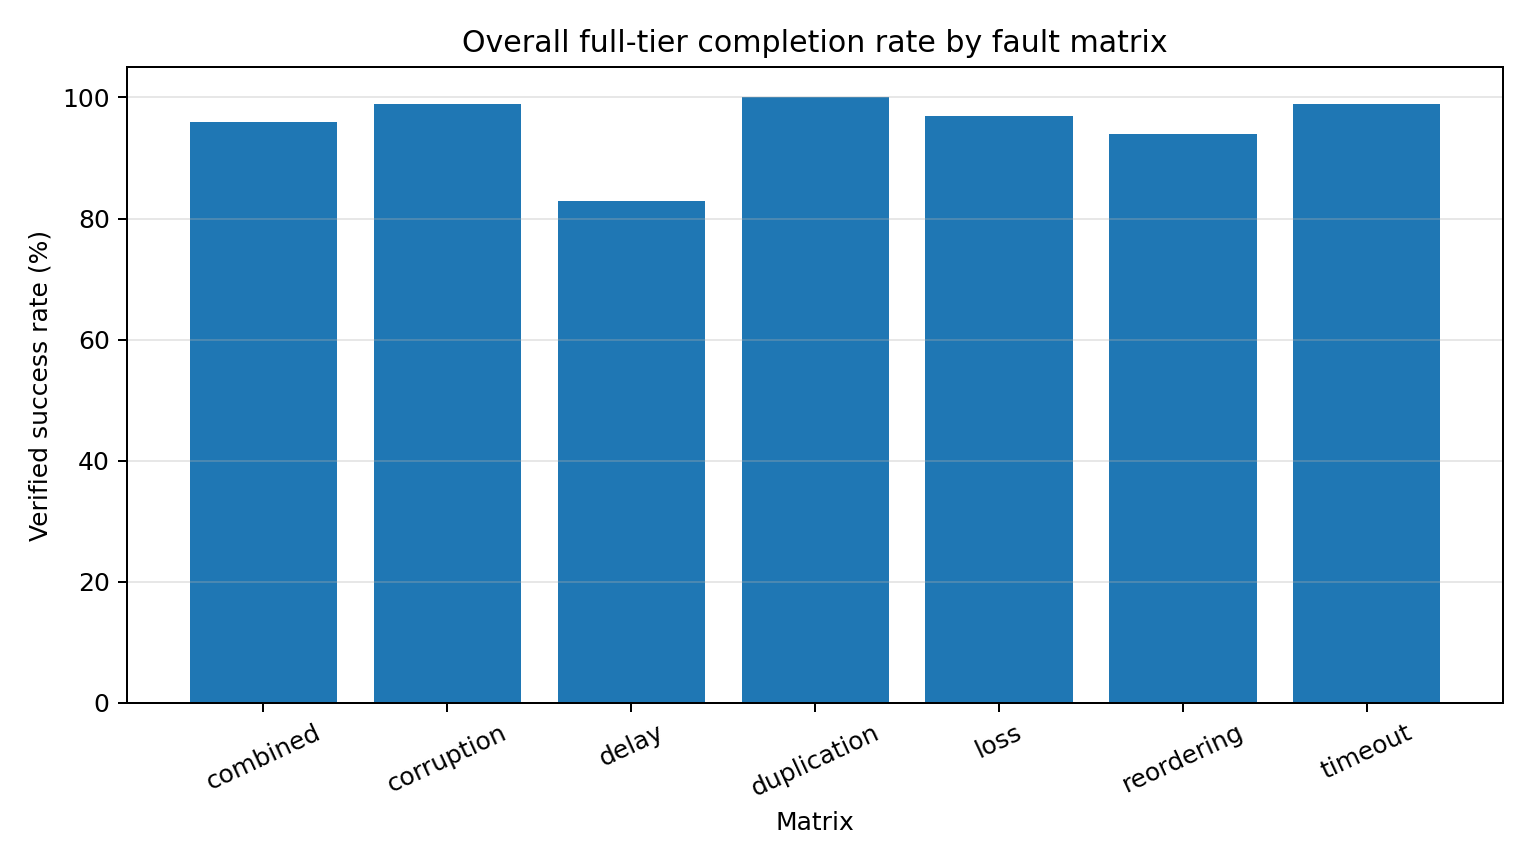 Overall full-tier completion rate by fault matrix
Verified success rate (%)
100
80
60
40
20
0
combined
corruption
delay
duplication
loss
reordering
timeout
Matrix